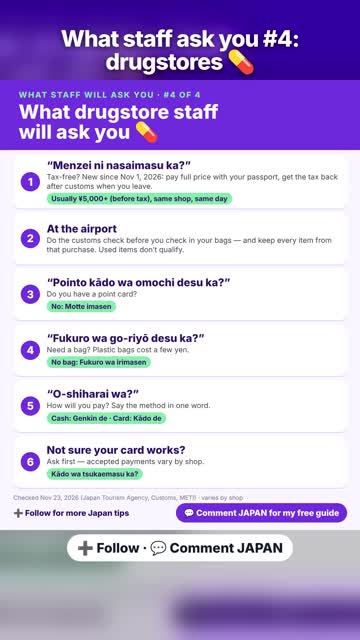 What staff ask you #4:
drugstores 💊
WHAT STAFF WILL ASK YOU · #4 OF 4
What drugstore staff
will ask you 💊
1
“Menzei ni nasaimasu ka?”
Tax-free? New since Nov 1, 2026: pay full price with your passport, get the tax back
after customs when you leave.
Usually ¥5,000+ (before tax), same shop, same day
2
At the airport
Do the customs check before you check in your bags — and keep every item from
that purchase. Used items don’t qualify.
3
“Pointo kādo wa omochi desu ka?”
Do you have a point card?
No: Motte imasen
4
“Fukuro wa go-riyō desu ka?”
Need a bag? Plastic bags cost a few yen.
No bag: Fukuro wa irimasen
5
“O-shiharai wa?”
How will you pay? Say the method in one word.
Cash: Genkin de · Card: Kādo de
6
Not sure your card works?
Ask first — accepted payments vary by shop.
Kādo wa tsukaemasu ka?
Checked Nov 23, 2026 (Japan Tourism Agency, Customs, METI) · varies by shop
➕ Follow for more Japan tips
💬 Comment JAPAN for my free guide
➕ Follow · 💬 Comment JAPAN